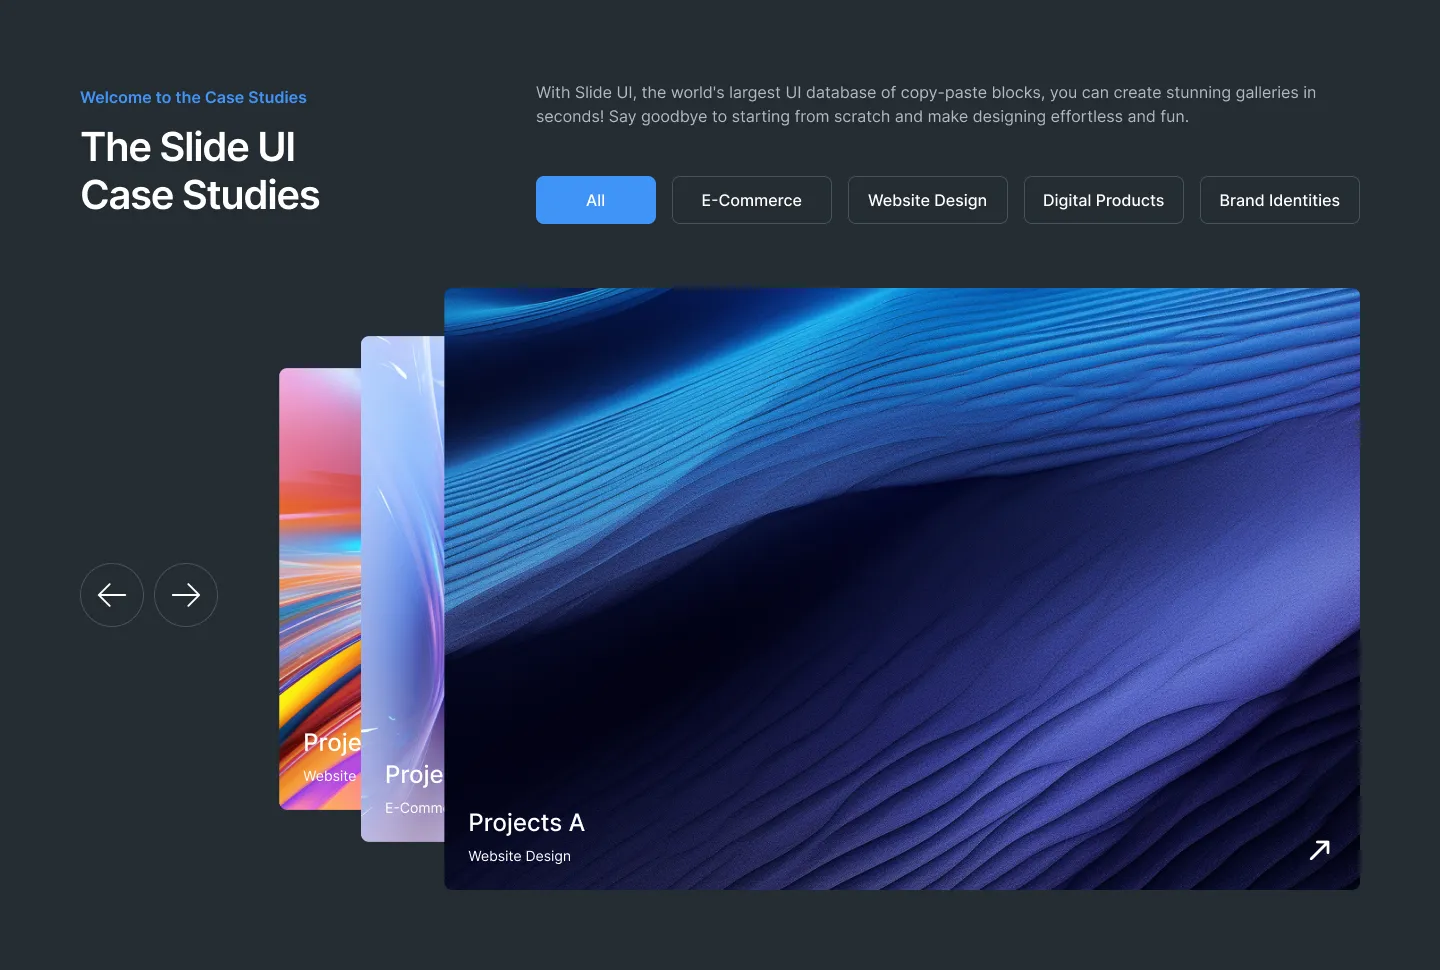 Welcome to the Case Studies
The Slide UI
Case Studies
With Slide UI, the world's largest UI database of copy-paste blocks, you can create stunning galleries in
seconds! Say goodbye to starting from scratch and make designing effortless and fun.
All
E-Commerce
Website Design
Digital Products
Brand Identities
Proje
Website
Proje
E-Comm
Projects A
Website Design